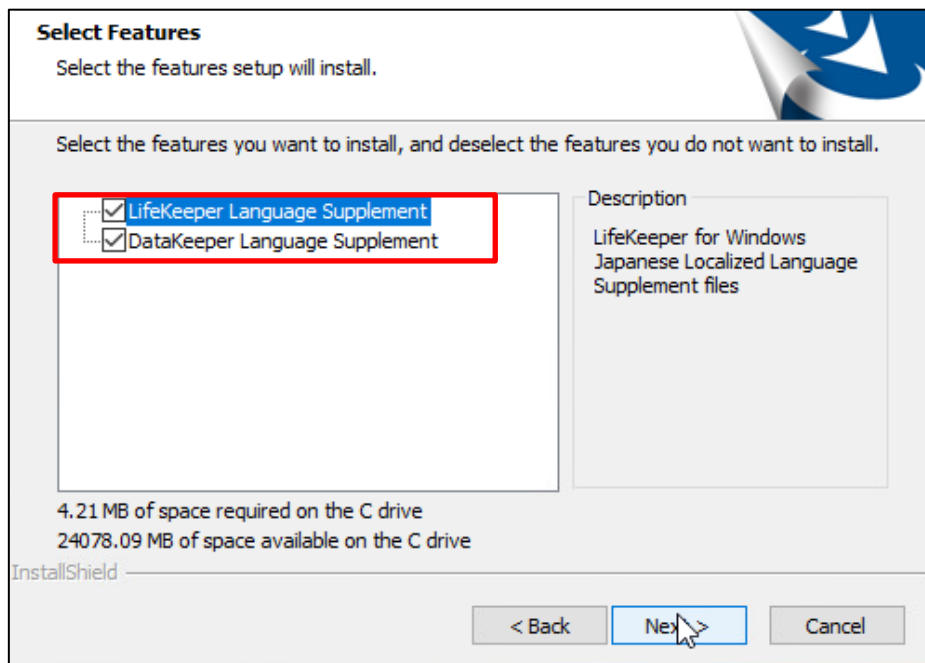 Select Features
Select the features setup will install.
Select the features you want to install, and deselect the features you do not want to install.
LifeKeeper Language Supplement
DataKeeper Language Supplement
Description
LifeKeeper for Windows
Japanese Localized Language
Supplement files
4.21 MB of space required on the C drive
24078.09 MB of space available on the C drive
InstallShield
< Back
Next >
Cancel